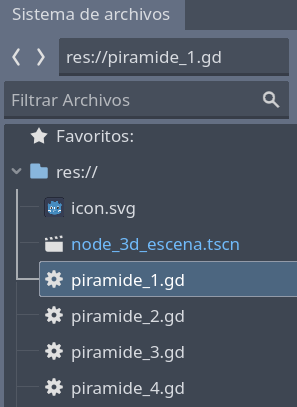 Sistema de archivos
res://piramide_1.gd
Filtrar Archivos
Favoritos:
res://
icon.svg
node_3d_escena.tscn
piramide_1.gd
piramide_2.gd
piramide_3.gd
piramide_4.gd